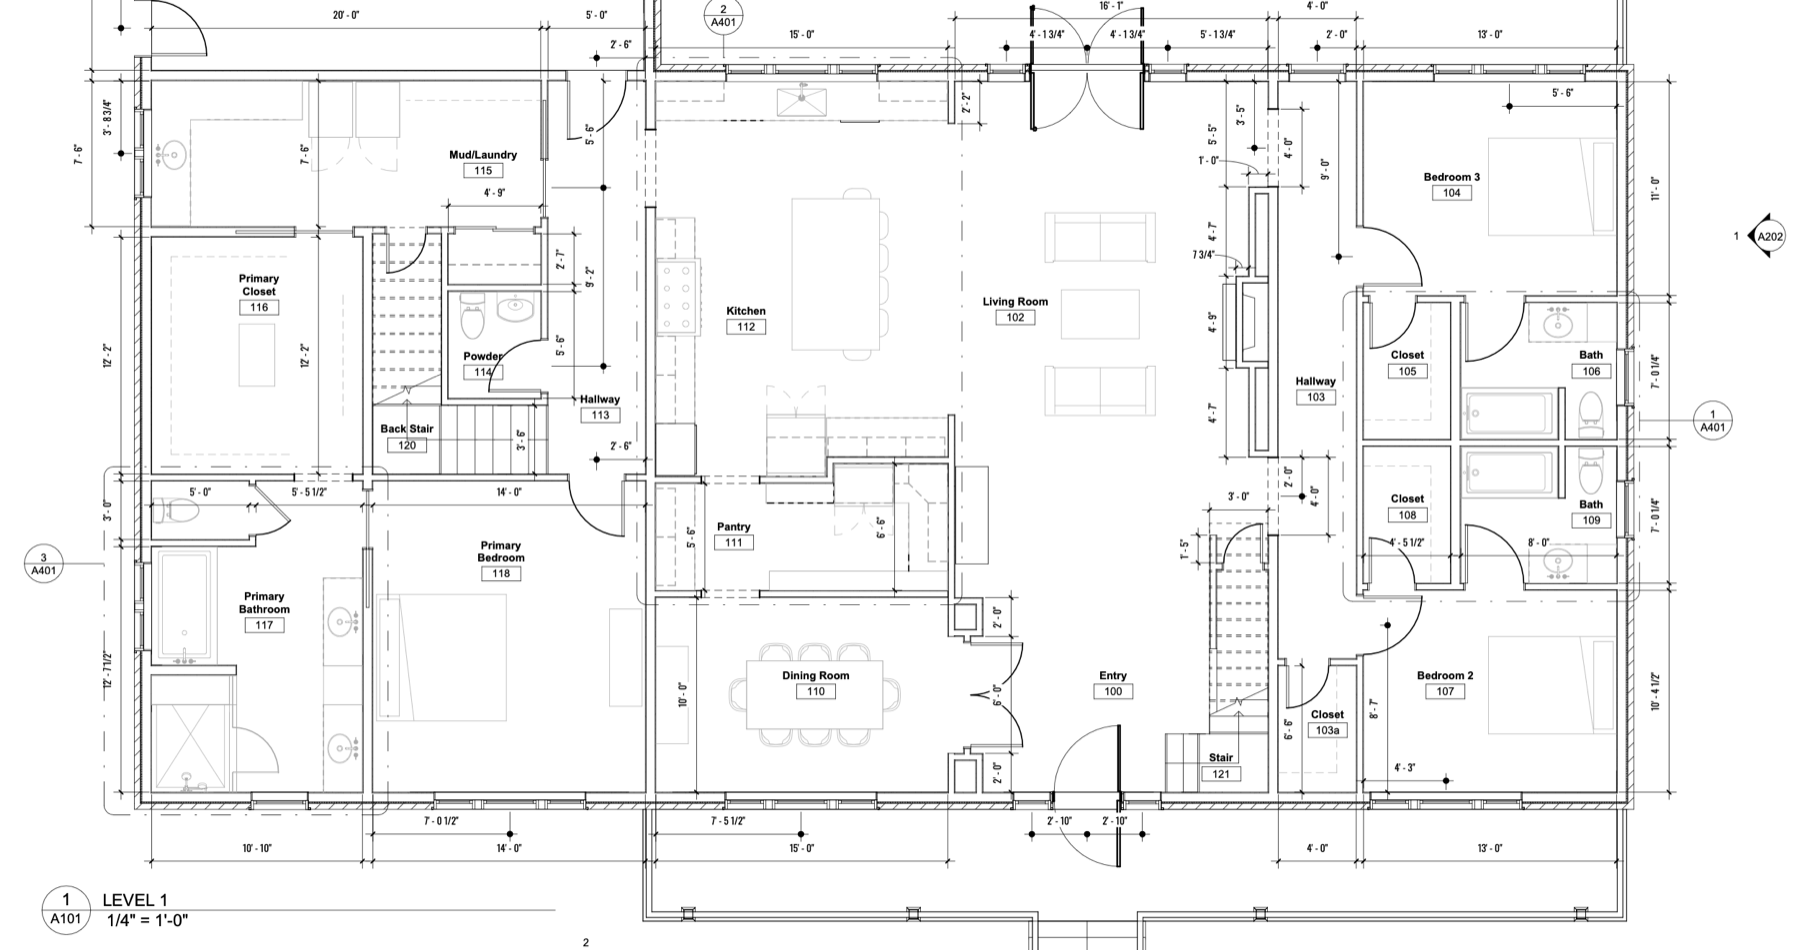 2
A401
20' - 0"
5' - 0"
16' - 1"
4' - 0"
2' - 6"
15' - 0"
4' - 1 3/4"
4' - 1 3/4"
5' - 1 3/4"
2' - 0"
13' - 0"
3' - 8 3/4"
7' - 6"
7' - 6"
5' - 6"
2' - 2"
5' - 5"
3' - 5"
4' - 0"
9' - 0"
5' - 6"
11' - 0"
Mud/Laundry
115
4' - 9"
1' - 0"
Bedroom 3
104
1
A202
4' - 7"
7 3/4"
2' - 7"
9' - 2"
Primary
Closet
116
Kitchen
112
Living Room
102
4' - 9"
12' - 2"
12' - 2"
Powder
114
5' - 6"
Closet
105
Bath
106
7' - 0 1/4"
Hallway
103
Hallway
113
4' - 7"
1
A401
Back Stair
120
3' - 6"
2' - 6"
5' - 0"
5' - 5 1/2"
14' - 0"
3' - 0"
2' - 0"
4' - 0"
3' - 0"
Closet
108
Bath
109
7' - 0 1/4"
Pantry
111
5' - 6"
6' - 6"
1' - 5"
4' - 5 1/2"
8' - 0"
3
A401
Primary
Bedroom
118
Primary
Bathroom
117
2' - 0"
12' - 7 1/2"
10' - 0"
Dining Room
110
6' - 0"
Entry
100
Bedroom 2
107
8' - 7"
10' - 4 1/2"
Closet
103a
6' - 6"
2' - 0"
Stair
121
4' - 3"
7' - 0 1/2"
7' - 5 1/2"
2' - 10"
2' - 10"
10' - 10"
14' - 0"
15' - 0"
4' - 0"
13' - 0"
1
A101
LEVEL 1
1/4" = 1'-0"
2